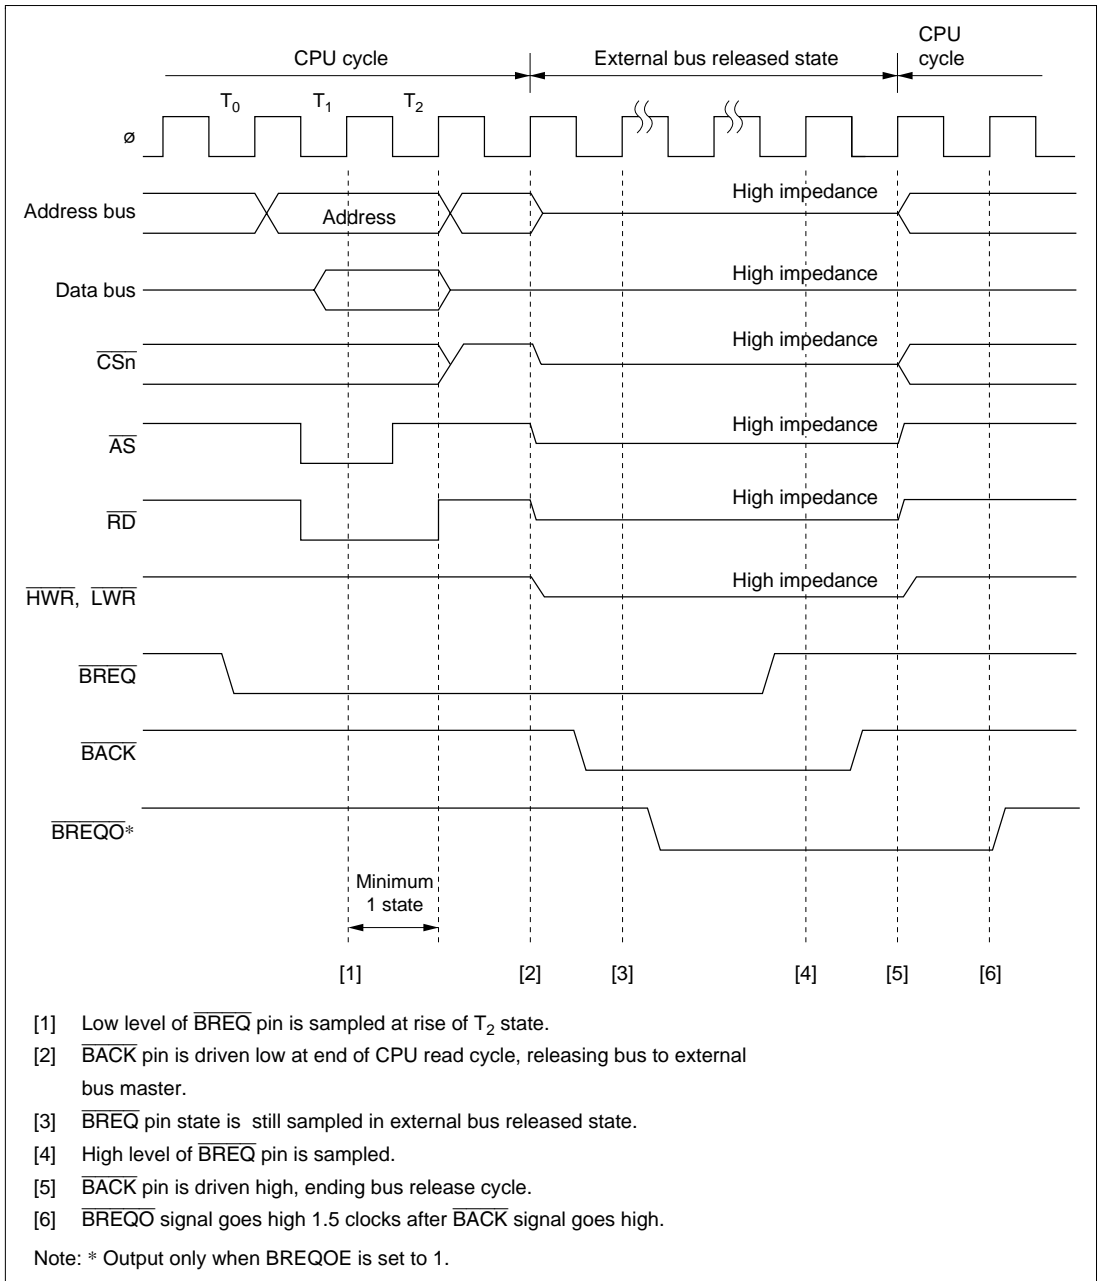 CPU cycle
External bus released state
CPU
cycle
T0
T1
T2
ø
Address bus
Address
High impedance
Data bus
High impedance
CSn
High impedance
AS
High impedance
RD
High impedance
HWR, LWR
High impedance
BREQ
BACK
BREQO*
Minimum
1 state
[1]
[2]
[3]
[4]
[5]
[6]
[1] Low level of BREQ pin is sampled at rise of T2 state.
[2] BACK pin is driven low at end of CPU read cycle, releasing bus to external
bus master.
[3] BREQ pin state is still sampled in external bus released state.
[4] High level of BREQ pin is sampled.
[5] BACK pin is driven high, ending bus release cycle.
[6] BREQO signal goes high 1.5 clocks after BACK signal goes high.
Note: * Output only when BREQOE is set to 1.